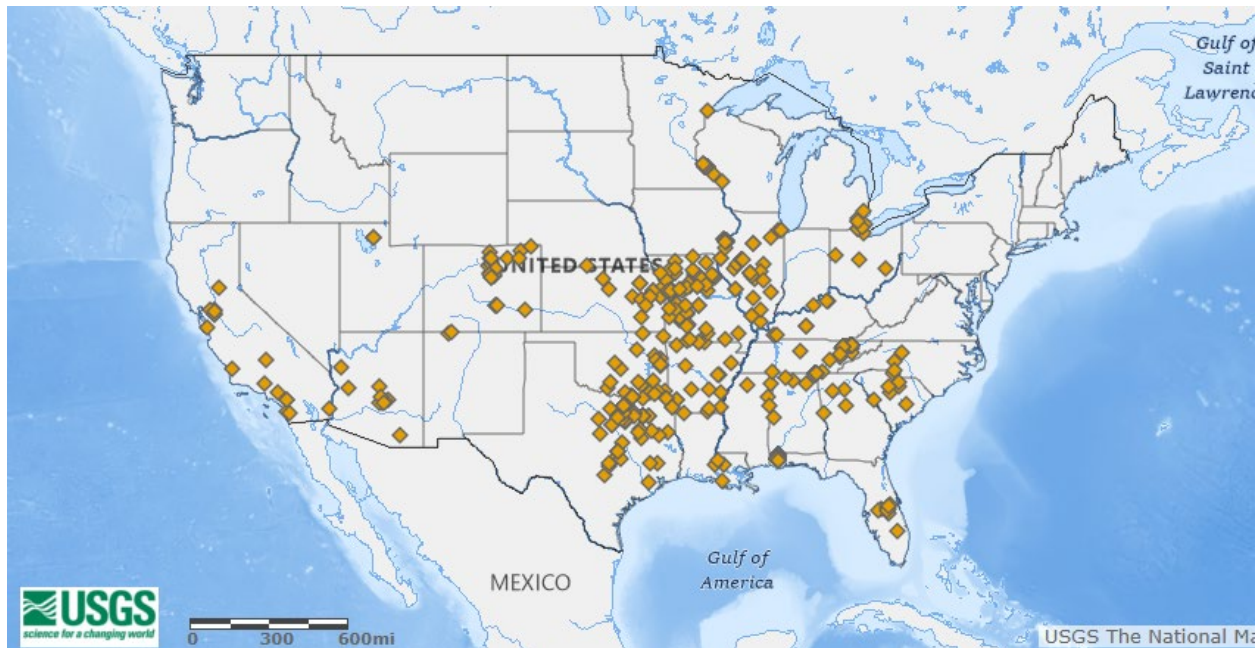 Gulf of
Saint
Lawrenc
UNITED STATES
Gulf of
America
MEXICO
USGS
science for a changing world
0 300 600mi
USGS The National Ma